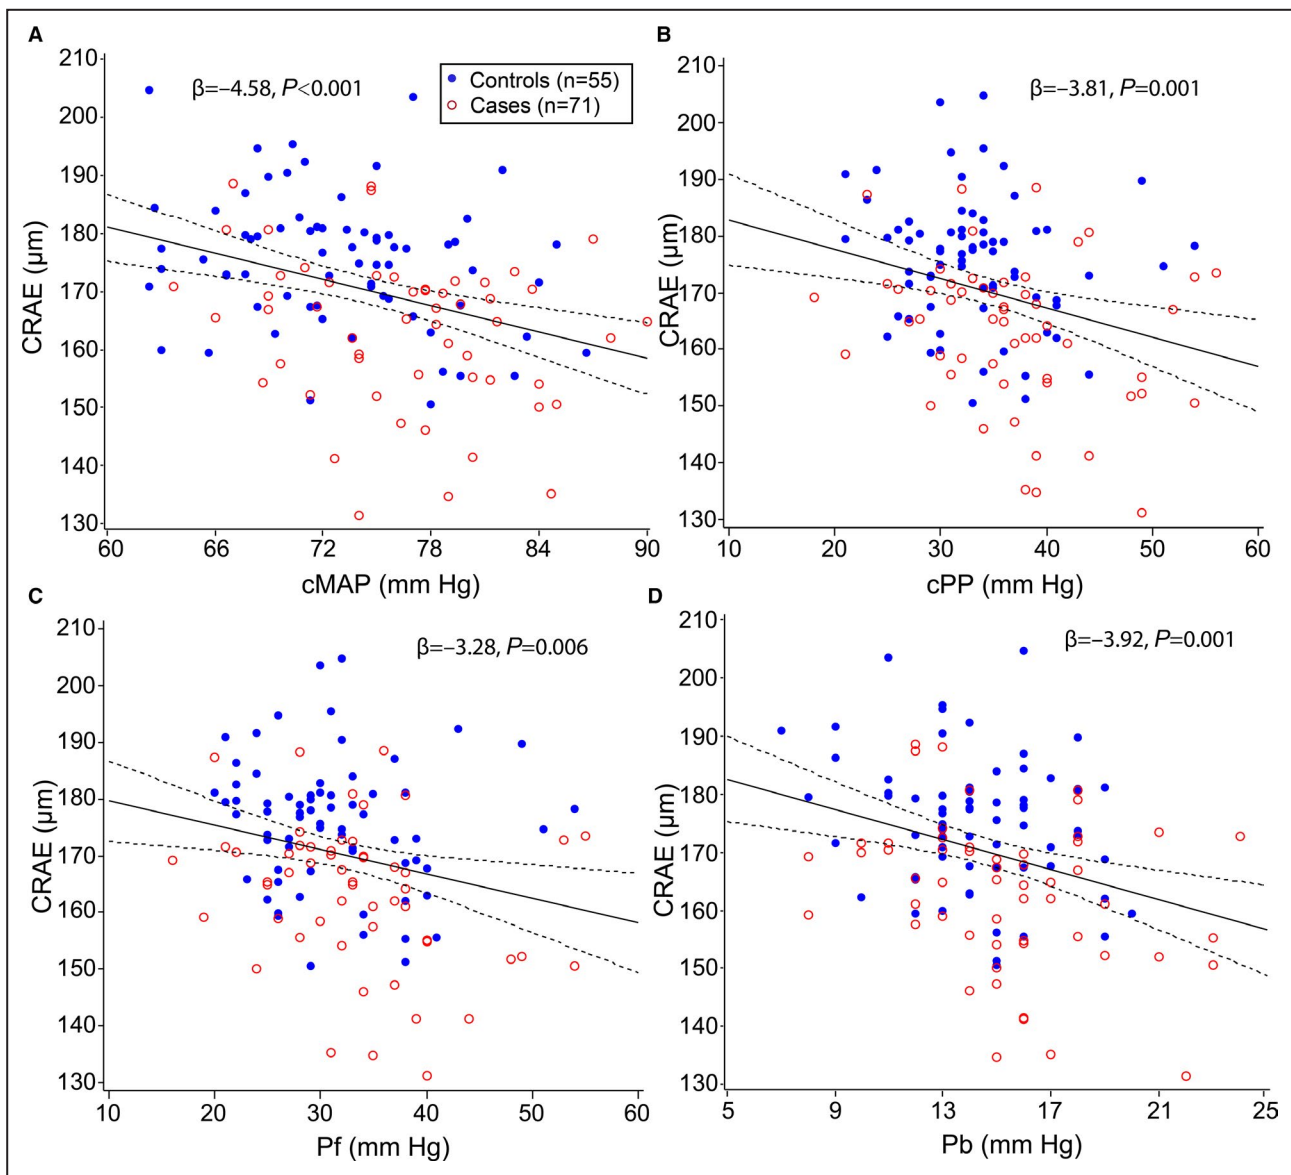 A
β=–4.58, P<0.001
Controls (n=55)
Cases (n=71)
210
200
190
180
170
160
150
140
130
CRAE (µm)
60 66 72 78 84 90
cMAP (mm Hg)
B
β=–3.81, P=0.001
210
200
190
180
170
160
150
140
130
CRAE (µm)
10 20 30 40 50 60
cPP (mm Hg)
C
β=–3.28, P=0.006
210
200
190
180
170
160
150
140
130
CRAE (µm)
10 20 30 40 50 60
Pf (mm Hg)
D
β=–3.92, P=0.001
210
200
190
180
170
160
150
140
130
CRAE (µm)
5 9 13 17 21 25
Pb (mm Hg)